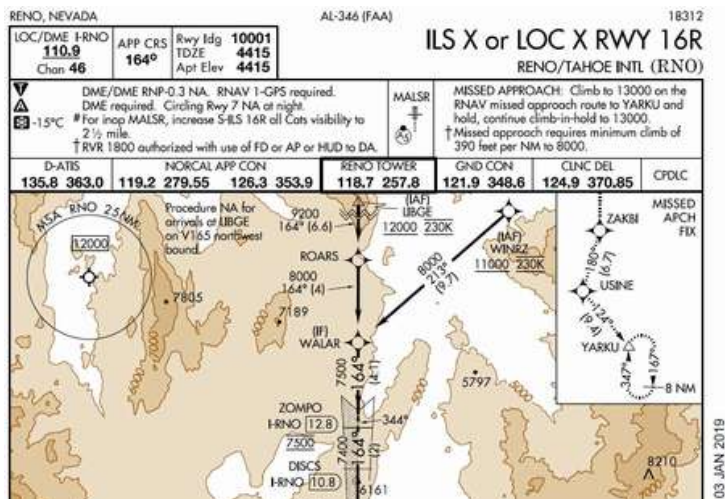 RENO, NEVADA
AL-346 (FAA)
18312
LOC/DME I-RNO
110.9
Chan 46
APP CRS
164°
Rwy ldg 10001
TDZE 4415
Apt Elev 4415
ILS X or LOC X RWY 16R
RENO/TAHOE INTL (RNO)
T
A
-15°C
DME/DME RNP-0.3 NA. RNAV 1-GPS required.
DME required. Circling Rwy 7 NA at night.
# For inop MALSR, increase S-ILS 16R all Cats visibility to
2 ½ mile.
† RVR 1800 authorized with use of FD or AP or HUD to DA.
MALSR
MISSED APPROACH: Climb to 13000 on the
RNAV missed approach route to YARKU and
hold, continue climb-in-hold to 13000.
† Missed approach requires minimum climb of
390 feet per NM to 8000.
D-ATIS
135.8 363.0
NORCAL APP CON
119.2 279.55 126.3 353.9
RENO TOWER
118.7 257.8
GND CON
121.9 348.6
CLNC DEL
124.9 370.85
CPDLC
MSA RNO 25 NM
12000
Procedure NA for
arrivals at LIBGE
on V165 northwest
bound.
9200
164° (6.6)
(IAF)
LIBGE
12000 230K
(IAF)
WINRZ
11000 230K
ROARS
8000
164° (4)
8000
213°
(9.7)
7805
7189
(IF)
WALAR
7500
164°
(4.1)
5797
5000
6000
ZOMPO
I-RNO 12.8
7500
344°
7400
164°
(2)
DISCS
I-RNO 10.8
6161
8210
MISSED
APCH
FIX
ZAKBI
180°
(6.7)
USINE
124°
(9.4)
YARKU
347°
167°
8 NM
03 JAN 2019